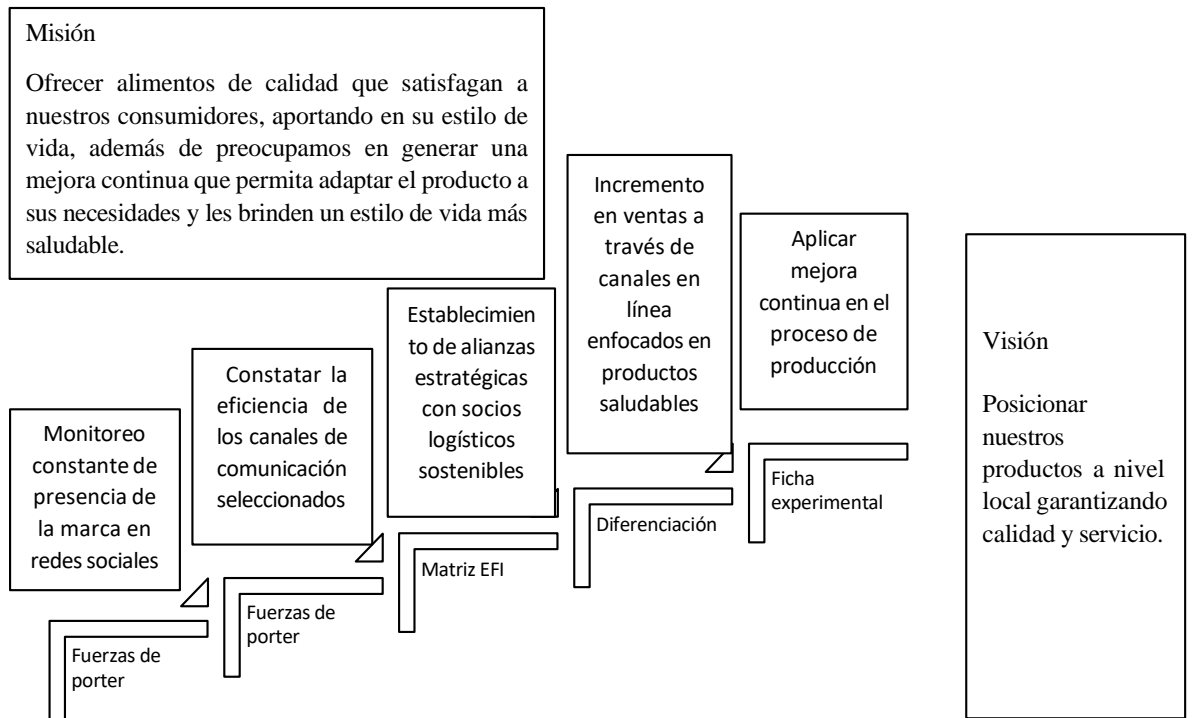 Misión
Ofrecer alimentos de calidad que satisfagan a
nuestros consumidores, aportando en su estilo de
vida, además de preocupamos en generar una
mejora continua que permita adaptar el producto a
sus necesidades y les brinden un estilo de vida más
saludable.
Monitoreo
constante de
presencia de
la marca en
redes sociales
Fuerzas de
porter
Constatar la
eficiencia de
los canales de
comunicación
seleccionados
Fuerzas de
porter
Establecimien
to de alianzas
estratégicas
con socios
logísticos
sostenibles
Matriz EFI
Incremento
en ventas a
través de
canales en
línea
enfocados en
productos
saludables
Diferenciación
Aplicar
mejora
continua en el
proceso de
producción
Ficha
experimental
Visión
Posicionar
nuestros
productos a nivel
local garantizando
calidad y servicio.